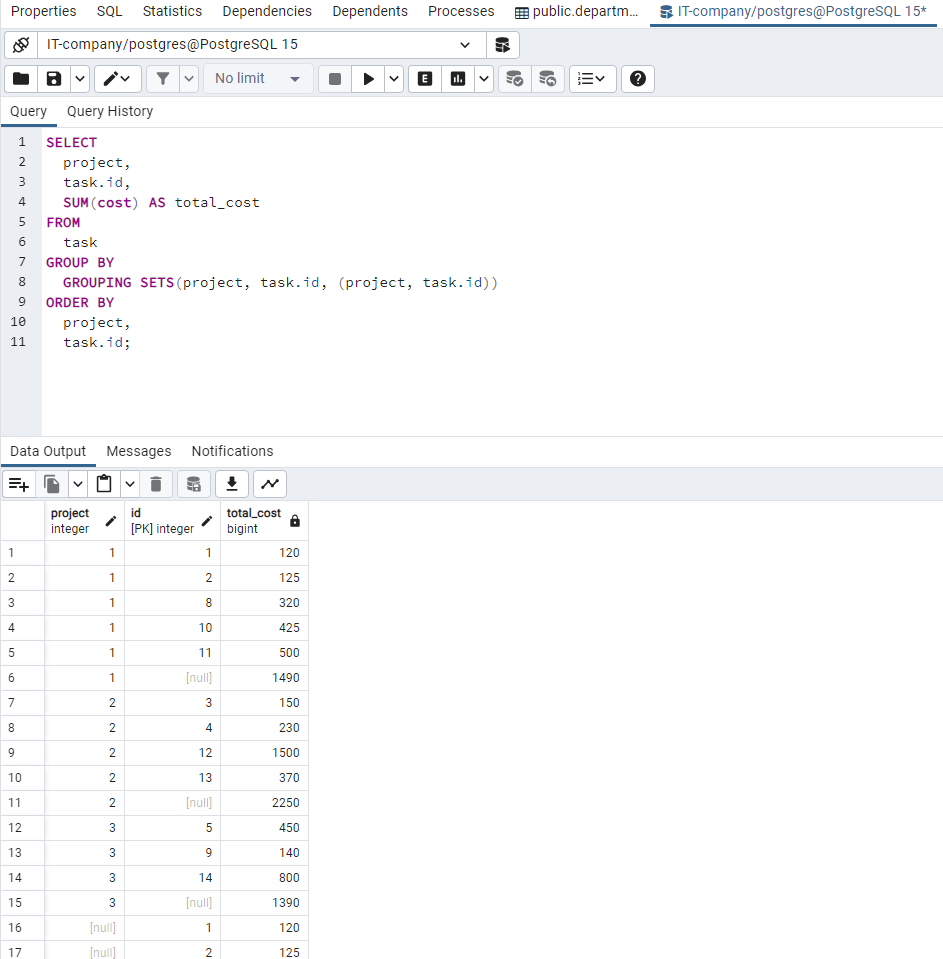 Properties SQL Statistics Dependencies Dependents Processes public.departm... IT-company/postgres@PostgreSQL 15*
IT-company/postgres@PostgreSQL 15
No limit E
Query Query History
1 SELECT
2 project,
3 task.id,
4 SUM(cost) AS total_cost
5 FROM
6 task
7 GROUP BY
8 GROUPING SETS(project, task.id, (project, task.id))
9 ORDER BY
10 project,
11 task.id;
Data Output Messages Notifications
project id total_cost
integer [PK] integer bigint
1 1 1 120
2 1 2 125
3 1 8 320
4 1 10 425
5 1 11 500
6 1 [null] 1490
7 2 3 150
8 2 4 230
9 2 12 1500
10 2 13 370
11 2 [null] 2250
12 3 5 450
13 3 9 140
14 3 14 800
15 3 [null] 1390
16 [null] 1 120
17 [null] 2 125